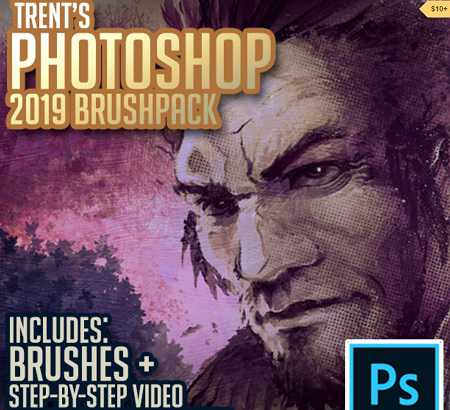 $10+
TRENT'S
PHOTOSHOP
2019 BRUSHPACK
INCLUDES:
BRUSHES +
STEP-BY-STEP VIDEO
Ps